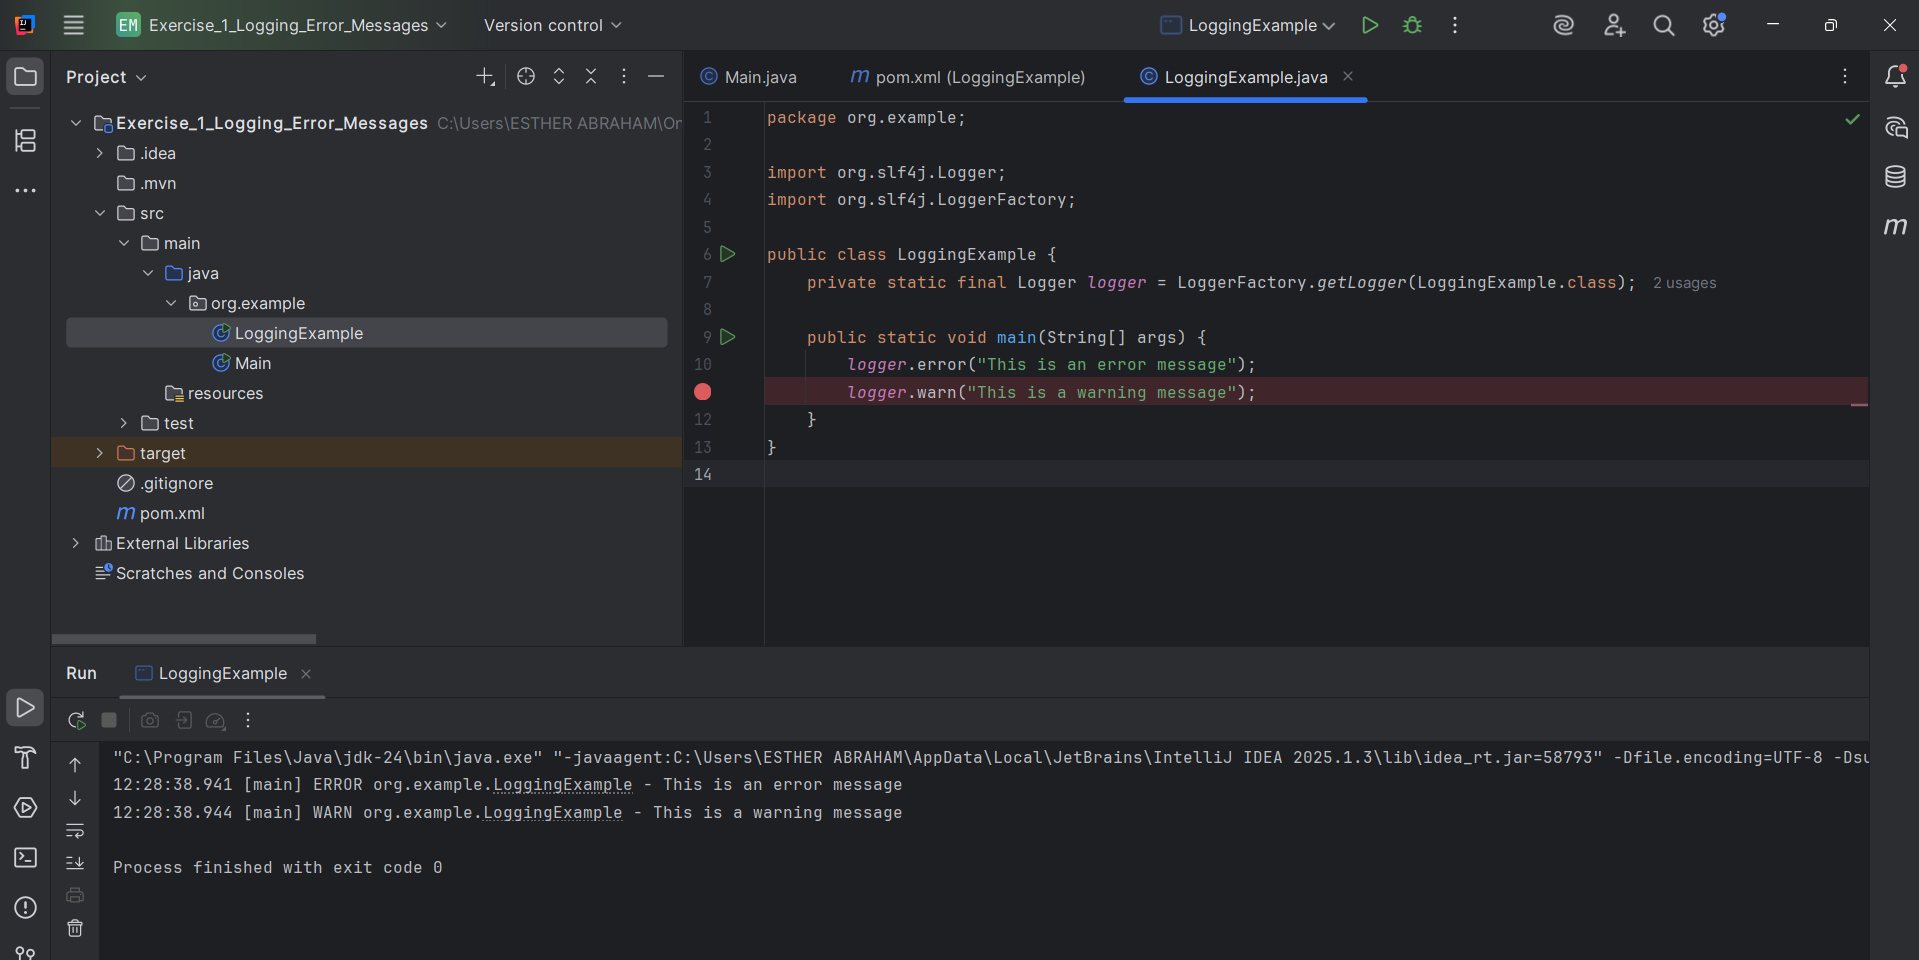 EM Exercise_1_Logging_Error_Messages Version control LoggingExample
Project
Main.java
pom.xml (LoggingExample)
LoggingExample.java
Exercise_1_Logging_Error_Messages C:\Users\ESTHER ABRAHAM\On
.idea
.mvn
src
main
java
org.example
LoggingExample
Main
resources
test
target
.gitignore
pom.xml
External Libraries
Scratches and Consoles
1 package org.example;
2
3 import org.slf4j.Logger;
4 import org.slf4j.LoggerFactory;
5
6 public class LoggingExample {
7 private static final Logger logger = LoggerFactory.getLogger(LoggingExample.class); 2 usages
8
9 public static void main(String[] args) {
10 logger.error("This is an error message");
logger.warn("This is a warning message");
12 }
13 }
14
Run LoggingExample
"C:\Program Files\Java\jdk-24\bin\java.exe" "-javaagent:C:\Users\ESTHER ABRAHAM\AppData\Local\JetBrains\IntelliJ IDEA 2025.1.3\lib\idea_rt.jar=58793" -Dfile.encoding=UTF-8 -Dsu
12:28:38.941 [main] ERROR org.example.LoggingExample - This is an error message
12:28:38.944 [main] WARN org.example.LoggingExample - This is a warning message
Process finished with exit code 0